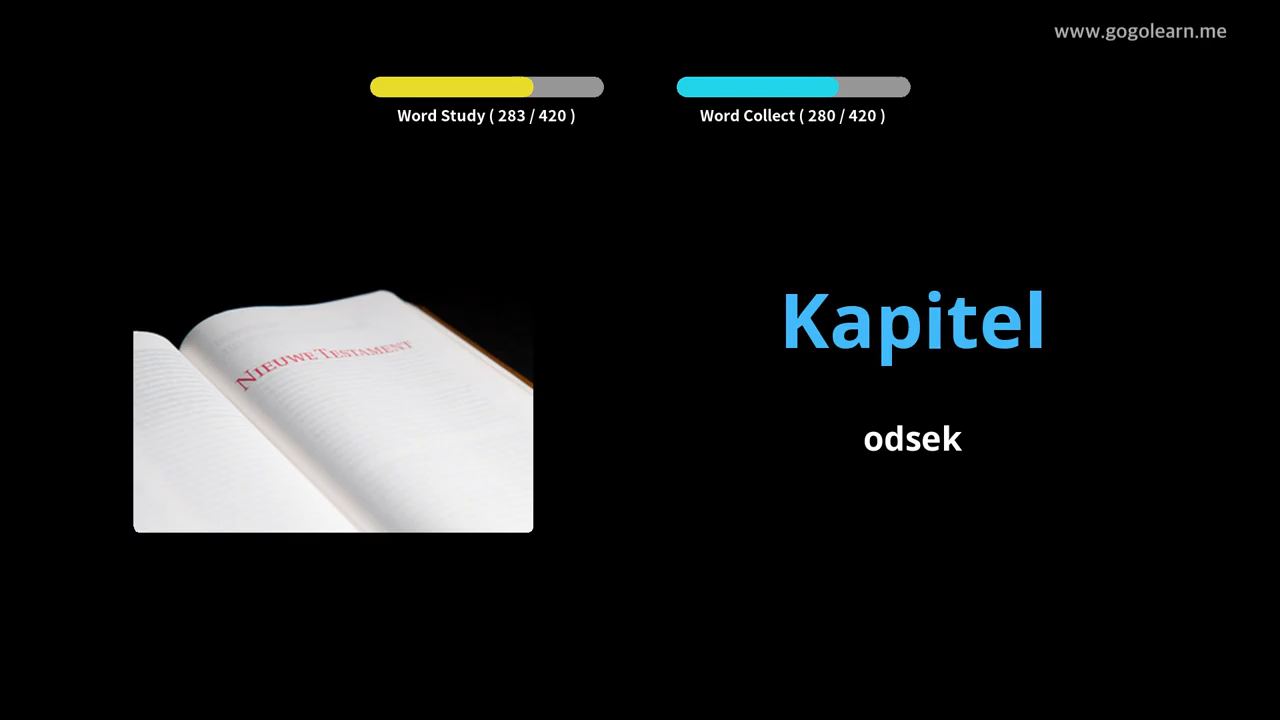 www.gogolearn.me
Word Study ( 283 / 420 )
Word Collect ( 280 / 420 )
NIEUWE TESTAMENT
Kapitel
odsek